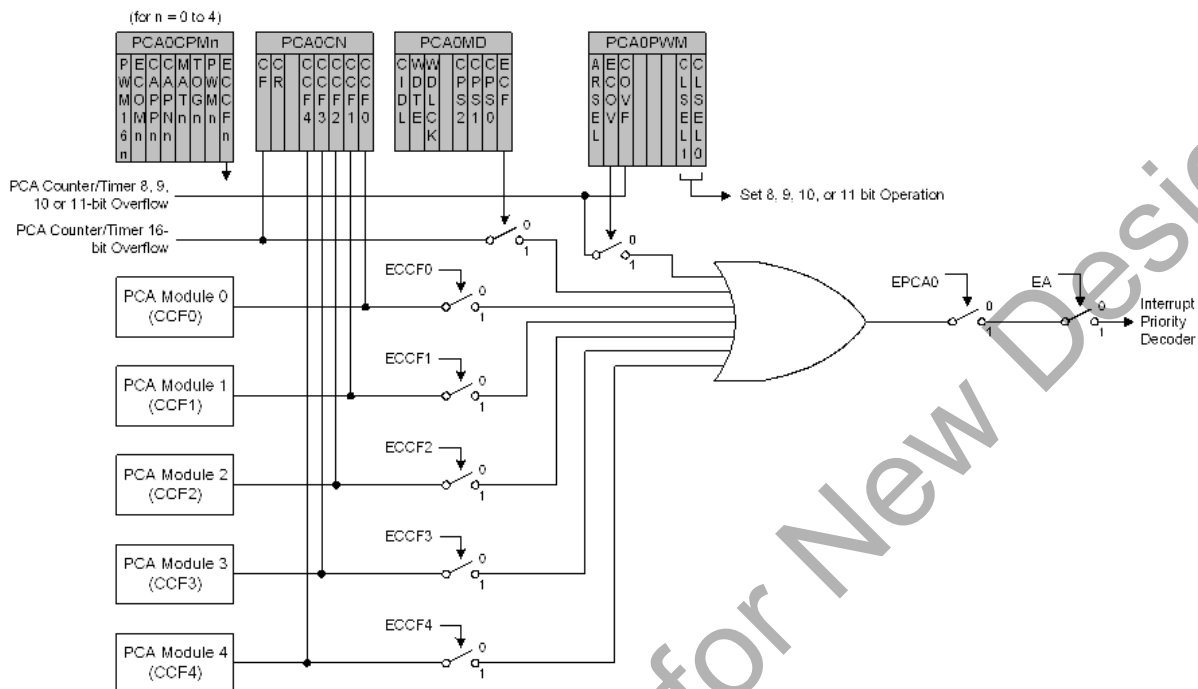 (for n = 0 to 4)
PCA0CPMn
PWM16n
ECOMn
CAPPn
CAPNn
MATn
TOGn
PWMn
ECCFn
PCA0CN
CF
CR
CCF4
CCF3
CCF2
CCF1
CCF0
PCA0MD
CIDL
WDTE
WDLCK
CPS2
CPS1
CPS0
ECF
PCA0PWM
ARSEL
ECOV
COVF
CLSEL1
CLSEL0
PCA Counter/Timer 8, 9,
10 or 11-bit Overflow
Set 8, 9, 10, or 11 bit Operation
PCA Counter/Timer 16-
bit Overflow
0
1
0
1
PCA Module 0
(CCF0)
ECCF0
0
1
EPCA0
0
1
EA
0
1
Interrupt
Priority
Decoder
PCA Module 1
(CCF1)
ECCF1
0
1
PCA Module 2
(CCF2)
ECCF2
0
1
PCA Module 3
(CCF3)
ECCF3
0
1
PCA Module 4
(CCF4)
ECCF4
0
1
for New Desig